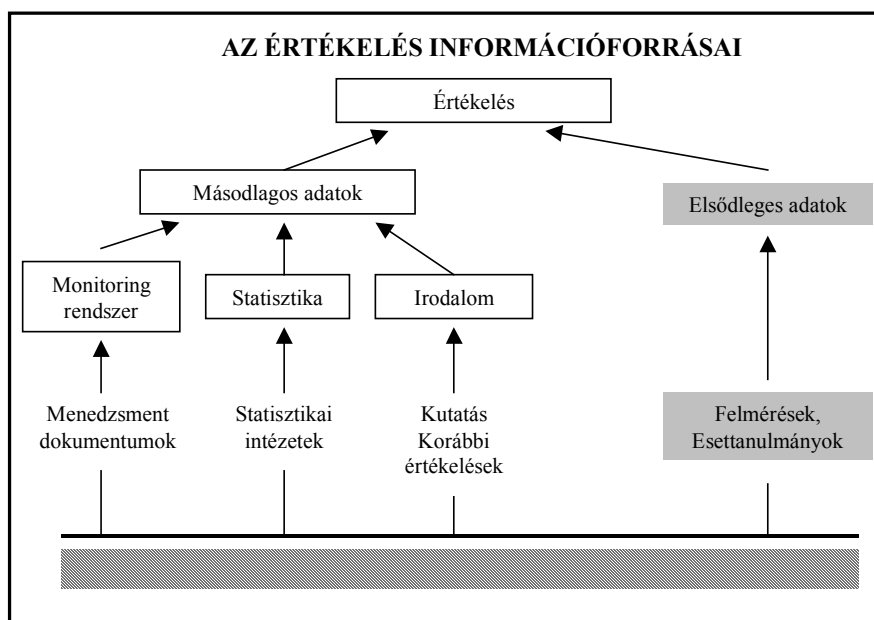 AZ ÉRTÉKELÉS INFORMÁCIÓFORRÁSAI
Értékelés
Másodlagos adatok
Elsődleges adatok
Monitoring
rendszer
Statisztika
Irodalom
Menedzsment
dokumentumok
Statisztikai
intézetek
Kutatás
Korábbi
értékelések
Felmérések,
Esettanulmányok